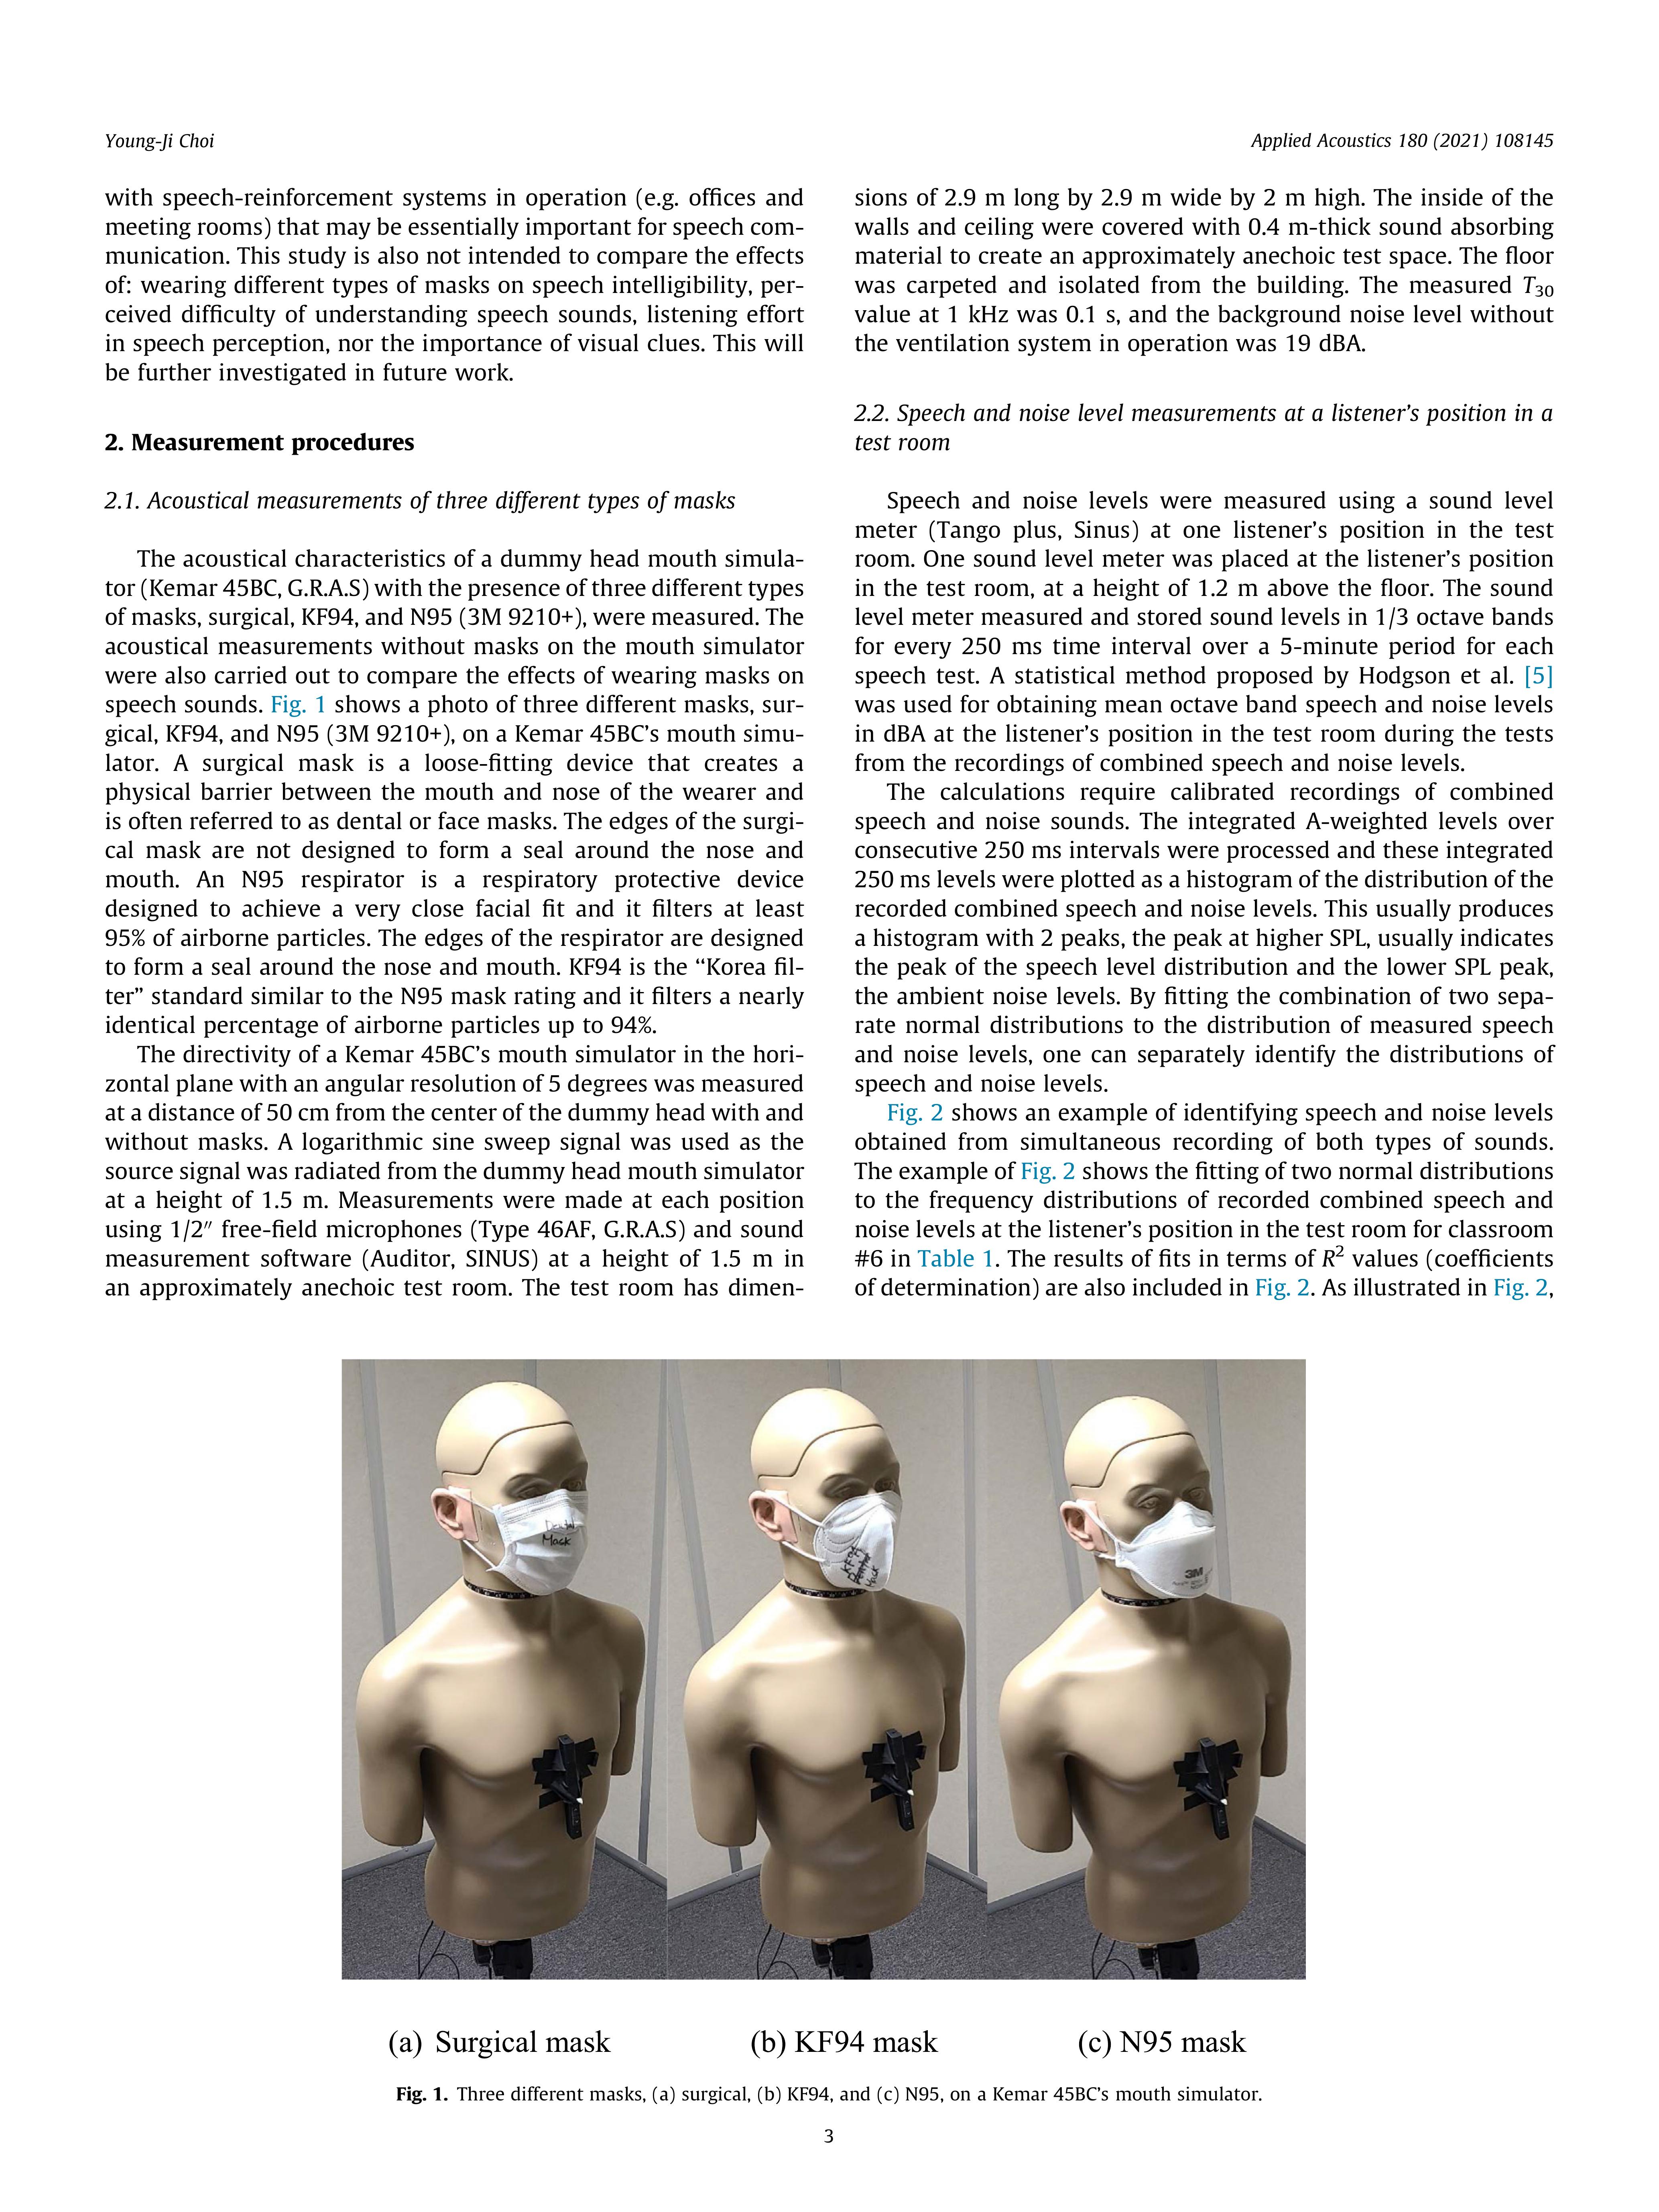 Young-Ji Choi
Applied Acoustics 180 (2021) 108145
with speech-reinforcement systems in operation (e.g. offices and
meeting rooms) that may be essentially important for speech com-
munication. This study is also not intended to compare the effects
of: wearing different types of masks on speech intelligibility, per-
ceived difficulty of understanding speech sounds, listening effort
in speech perception, nor the importance of visual clues. This will
be further investigated in future work.
2. Measurement procedures
2.1. Acoustical measurements of three different types of masks
The acoustical characteristics of a dummy head mouth simula-
tor (Kemar 45BC, G.R.A.S) with the presence of three different types
of masks, surgical, KF94, and N95 (3M 9210+), were measured. The
acoustical measurements without masks on the mouth simulator
were also carried out to compare the effects of wearing masks on
speech sounds. Fig. 1 shows a photo of three different masks, sur-
gical, KF94, and N95 (3M 9210+), on a Kemar 45BC's mouth simu-
lator. A surgical mask is a loose-fitting device that creates a
physical barrier between the mouth and nose of the wearer and
is often referred to as dental or face masks. The edges of the surgi-
cal mask are not designed to form a seal around the nose and
mouth. An N95 respirator is a respiratory protective device
designed to achieve a very close facial fit and it filters at least
95% of airborne particles. The edges of the respirator are designed
to form a seal around the nose and mouth. KF94 is the “Korea fil-
ter” standard similar to the N95 mask rating and it filters a nearly
identical percentage of airborne particles up to 94%.
The directivity of a Kemar 45BC's mouth simulator in the hori-
zontal plane with an angular resolution of 5 degrees was measured
at a distance of 50 cm from the center of the dummy head with and
without masks. A logarithmic sine sweep signal was used as the
source signal was radiated from the dummy head mouth simulator
at a height of 1.5 m. Measurements were made at each position
using 1/2″ free-field microphones (Type 46AF, G.R.A.S) and sound
measurement software (Auditor, SINUS) at a height of 1.5 m in
an approximately anechoic test room. The test room has dimen-
sions of 2.9 m long by 2.9 m wide by 2 m high. The inside of the
walls and ceiling were covered with 0.4 m-thick sound absorbing
material to create an approximately anechoic test space. The floor
was carpeted and isolated from the building. The measured T30
value at 1 kHz was 0.1 s, and the background noise level without
the ventilation system in operation was 19 dBA.
2.2. Speech and noise level measurements at a listener's position in a
test room
Speech and noise levels were measured using a sound level
meter (Tango plus, Sinus) at one listener's position in the test
room. One sound level meter was placed at the listener's position
in the test room, at a height of 1.2 m above the floor. The sound
level meter measured and stored sound levels in 1/3 octave bands
for every 250 ms time interval over a 5-minute period for each
speech test. A statistical method proposed by Hodgson et al. [5]
was used for obtaining mean octave band speech and noise levels
in dBA at the listener's position in the test room during the tests
from the recordings of combined speech and noise levels.
The calculations require calibrated recordings of combined
speech and noise sounds. The integrated A-weighted levels over
consecutive 250 ms intervals were processed and these integrated
250 ms levels were plotted as a histogram of the distribution of the
recorded combined speech and noise levels. This usually produces
a histogram with 2 peaks, the peak at higher SPL, usually indicates
the peak of the speech level distribution and the lower SPL peak,
the ambient noise levels. By fitting the combination of two sepa-
rate normal distributions to the distribution of measured speech
and noise levels, one can separately identify the distributions of
speech and noise levels.
Fig. 2 shows an example of identifying speech and noise levels
obtained from simultaneous recording of both types of sounds.
The example of Fig. 2 shows the fitting of two normal distributions
to the frequency distributions of recorded combined speech and
noise levels at the listener's position in the test room for classroom
#6 in Table 1. The results of fits in terms of R² values (coefficients
of determination) are also included in Fig. 2. As illustrated in Fig. 2,
Dental
Mask
KF94
Mask
3M
(a) Surgical mask
(b) KF94 mask
(c) N95 mask
Fig. 1. Three different masks, (a) surgical, (b) KF94, and (c) N95, on a Kemar 45BC's mouth simulator.
3